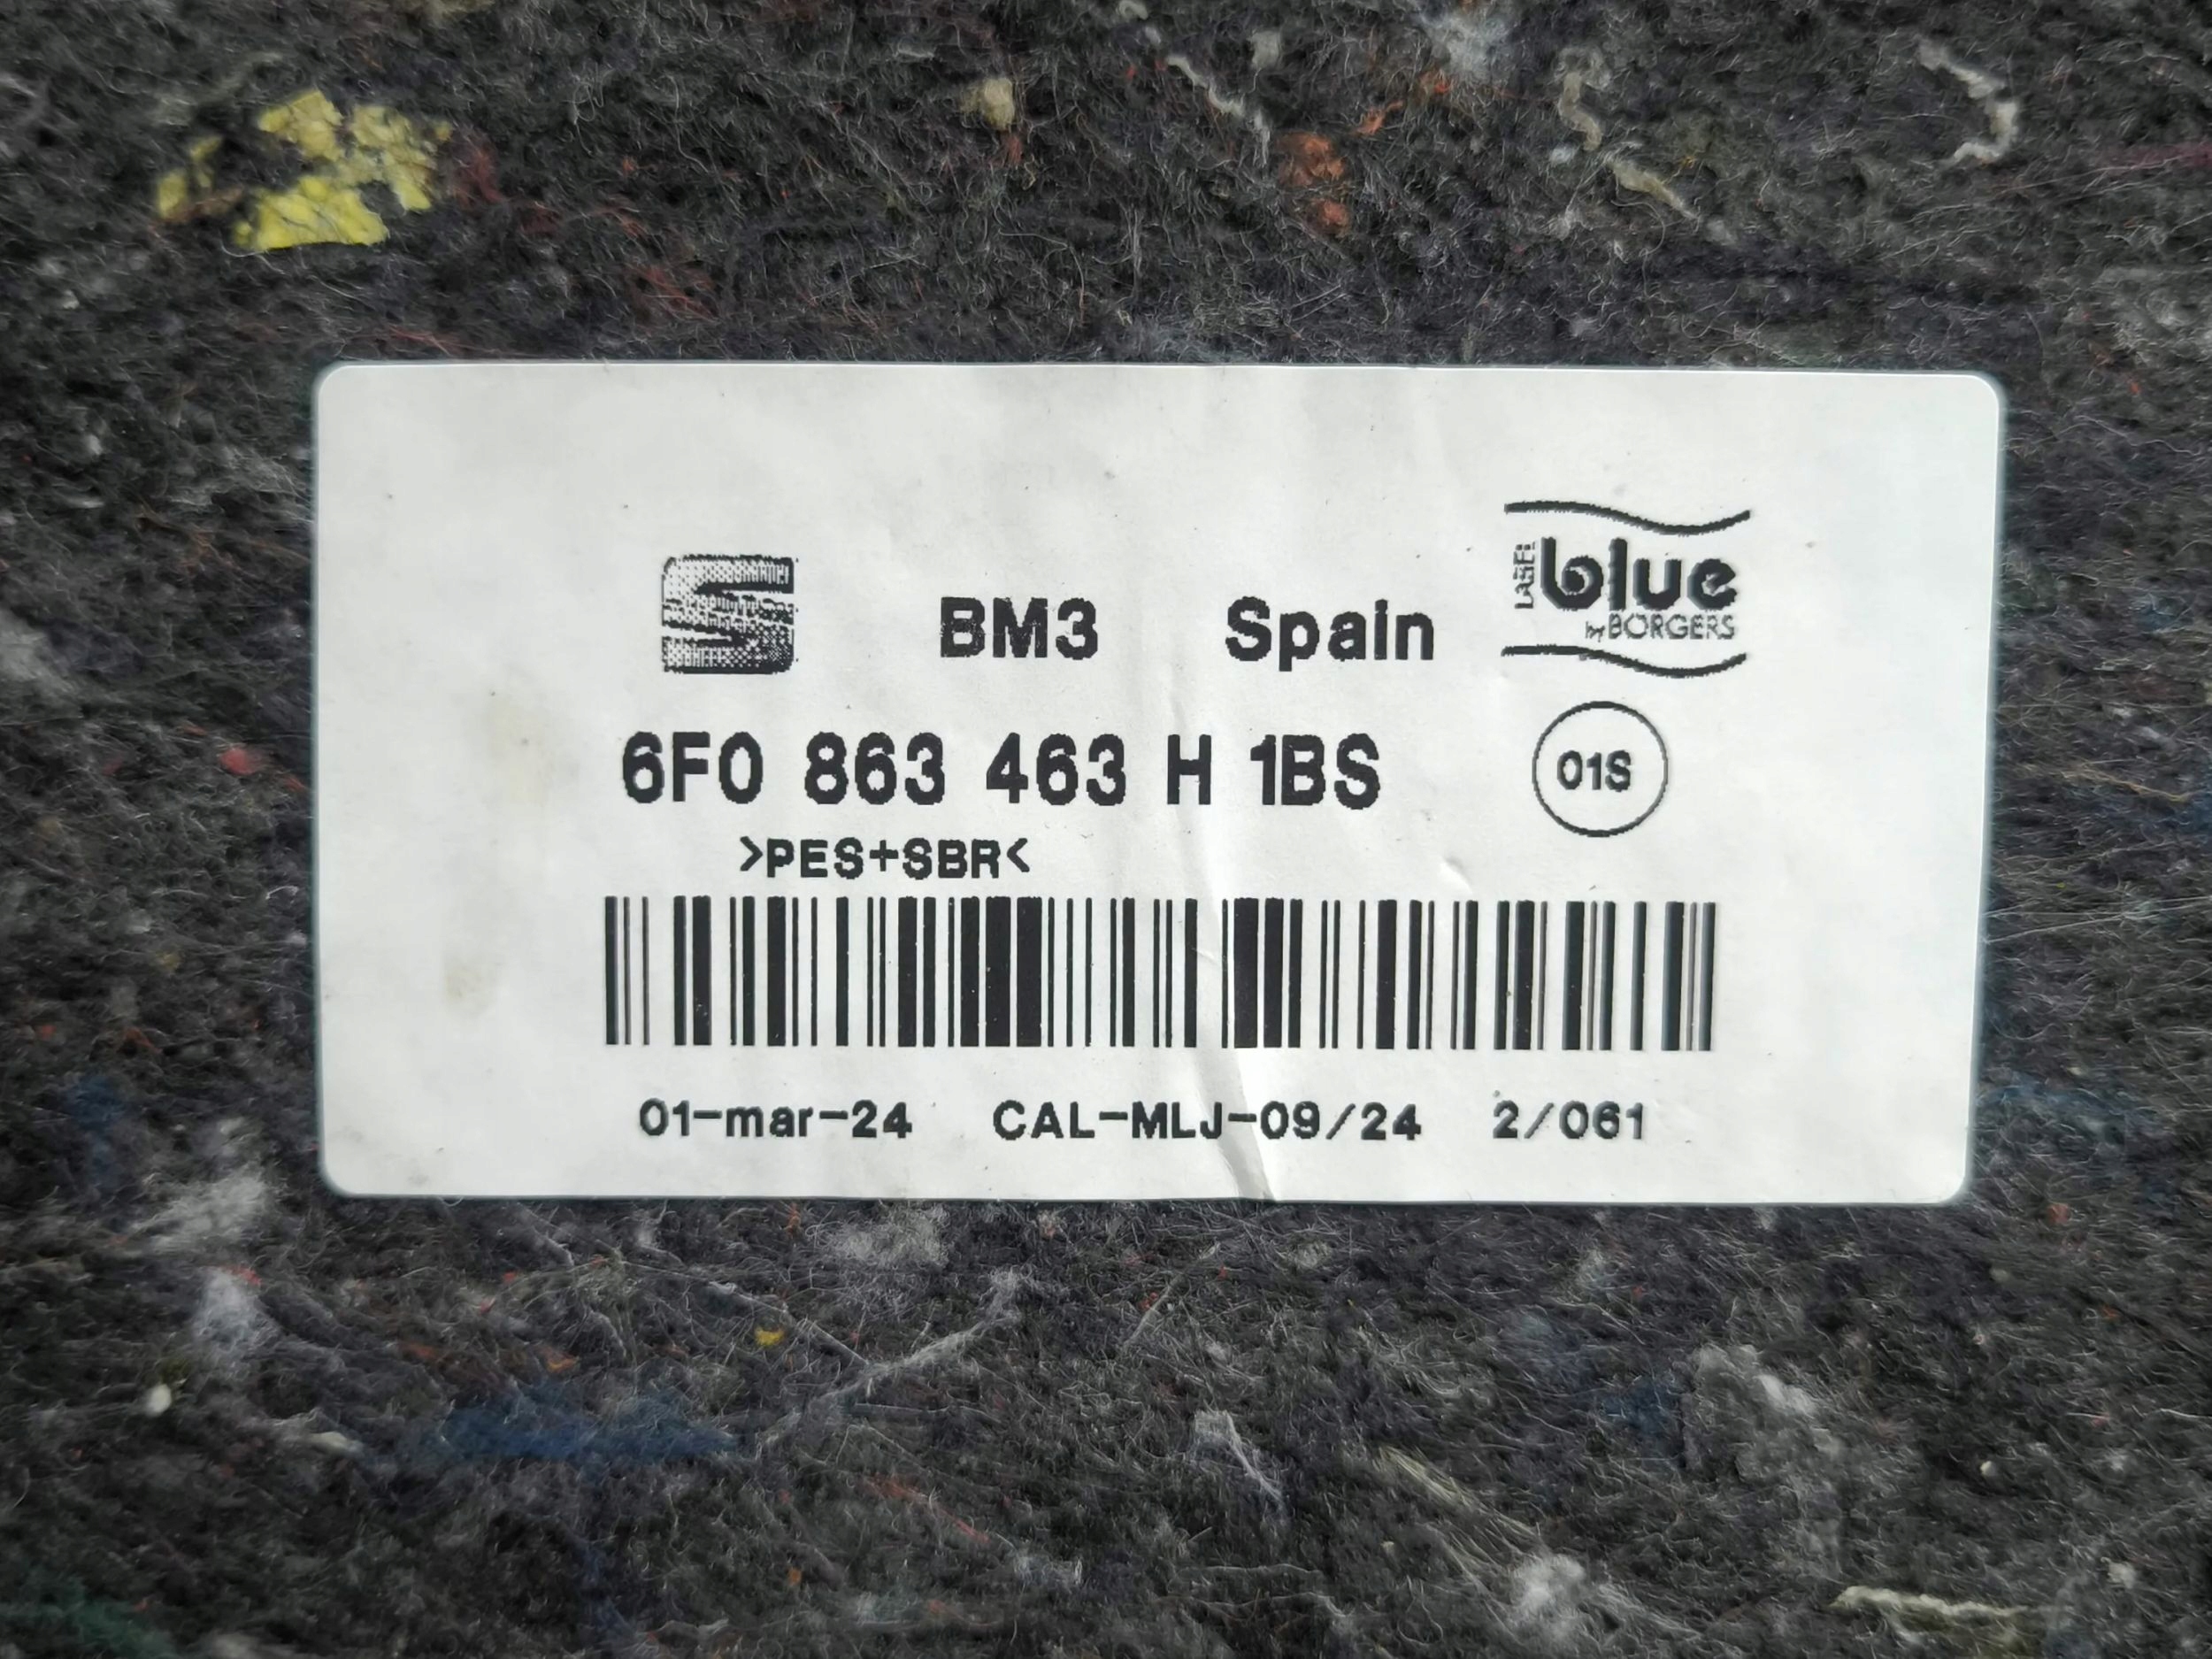 BM3 Spain
LABEL blue
by BORGERS
6F0 863 463 H 1BS
01S
>PES+SBR<
01-mar-24 CAL-MLJ-09/24 2/061